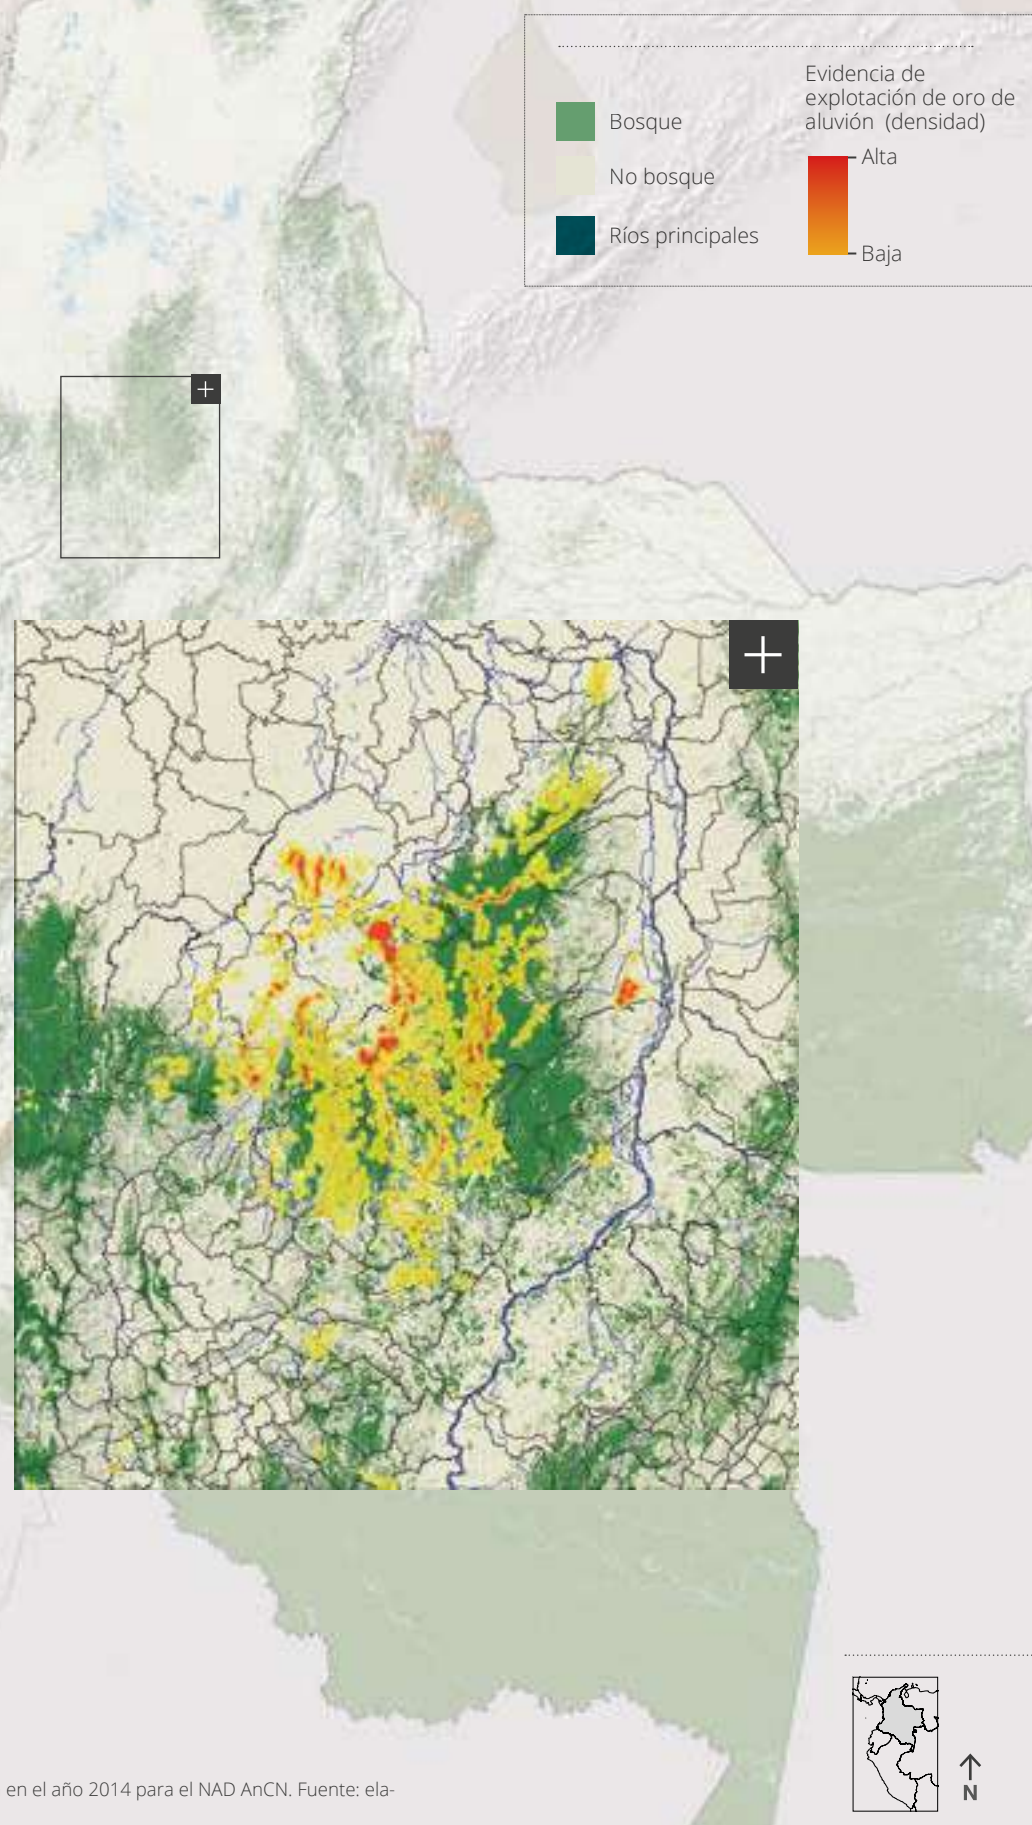 Evidencia de
explotación de oro de
aluvión (densidad)
Bosque
Alta
No bosque
Ríos principales
Baja
+
+
N
en el año 2014 para el NAD AnCN. Fuente: ela-